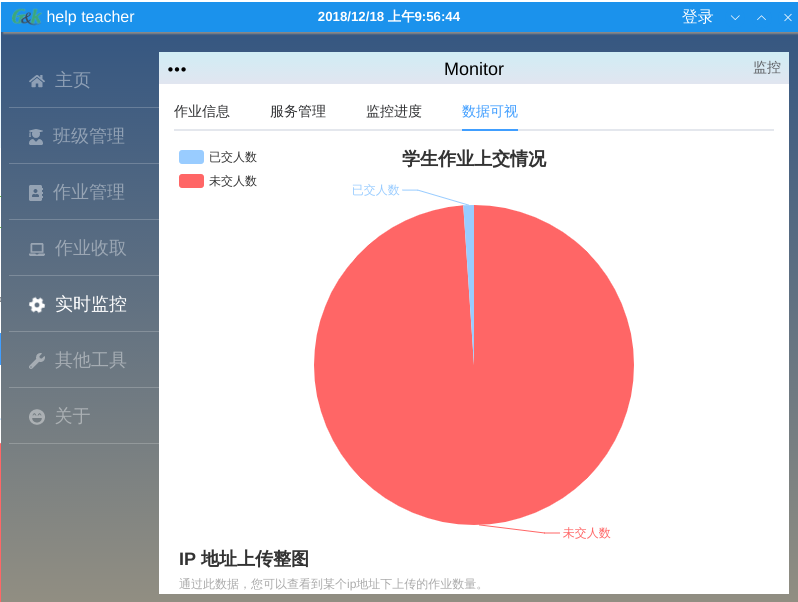 G&K help teacher
2018/12/18 上午9:56:44
登录
主页
班级管理
作业管理
作业收取
实时监控
其他工具
关于
Monitor
监控
作业信息 服务管理 监控进度 数据可视
已交人数
未交人数
学生作业上交情况
已交人数
未交人数
IP 地址上传整图
通过此数据，您可以查看到某个ip地址下上传的作业数量。